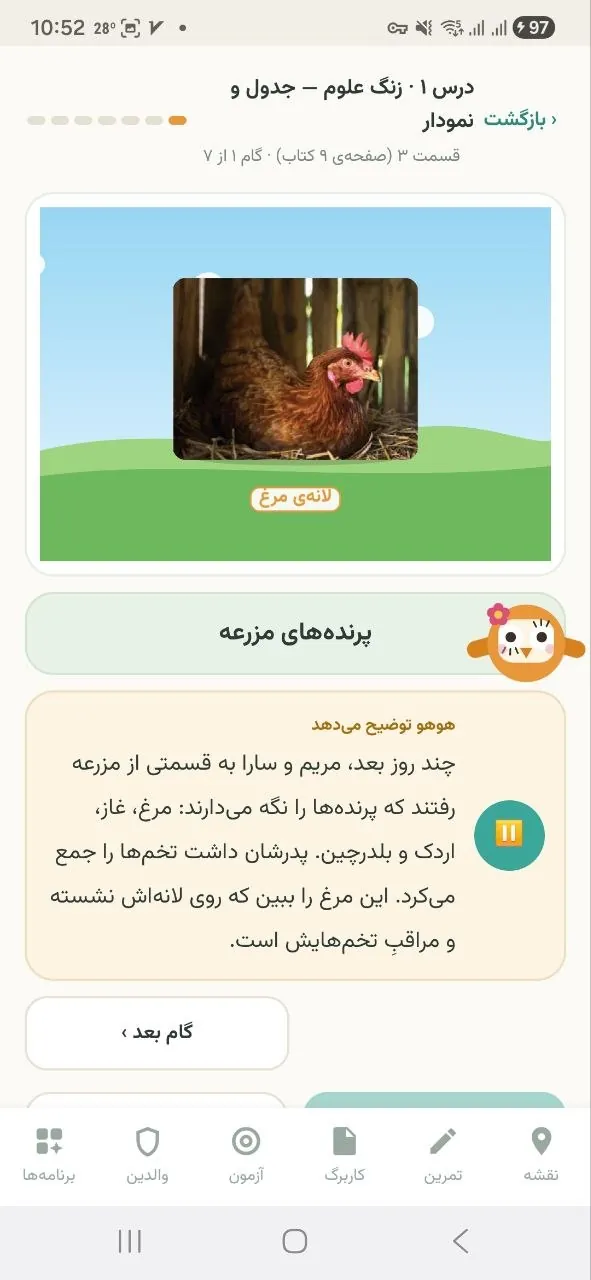 10:52 28° 97
درس ۱ · زنگ علوم — جدول و
نمودار
‹ بازگشت
قسمت ۳ (صفحه‌ی ۹ کتاب) · گام ۱ از ۷
لانه‌ی مرغ
پرنده‌های مزرعه
هوهو توضیح می‌دهد
چند روز بعد، مریم و سارا به قسمتی از مزرعه
رفتند که پرنده‌ها را نگه می‌دارند: مرغ، غاز،
اردک و بلدرچین. پدرشان داشت تخم‌ها را جمع
می‌کرد. این مرغ را ببین که روی لانه‌اش نشسته
و مراقبِ تخم‌هایش است.
گام بعد ›
نقشه
تمرین
کاربرگ
آزمون
والدین
برنامه‌ها